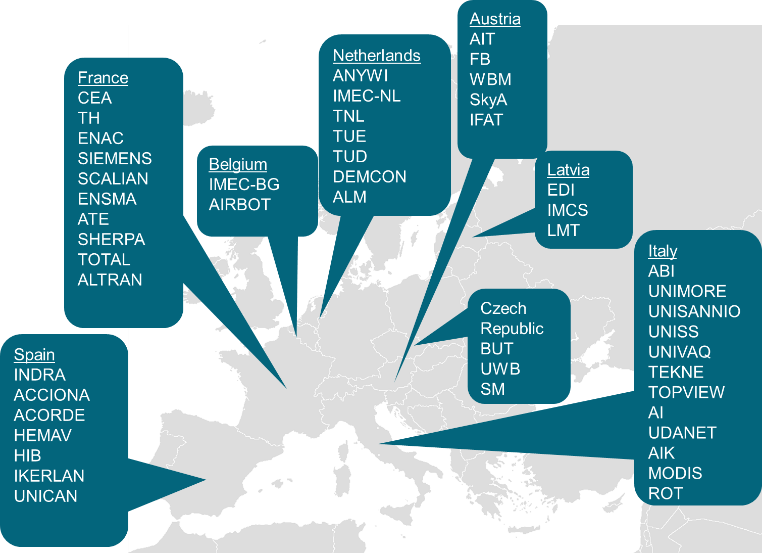 France
CEA
TH
ENAC
SIEMENS
SCALIAN
ENSMA
ATE
SHERPA
TOTAL
ALTRAN
Belgium
IMEC-BG
AIRBOT
Netherlands
ANYWI
IMEC-NL
TNL
TUE
TUD
DEMCON
ALM
Austria
AIT
FB
WBM
SkyA
IFAT
Latvia
EDI
IMCS
LMT
Italy
ABI
UNIMORE
UNISANNIO
UNISS
UNIVAQ
TEKNE
TOPVIEW
AI
UDANET
AIK
MODIS
ROT
Czech
Republic
BUT
UWB
SM
Spain
INDRA
ACCIONA
ACORDE
HEMAV
HIB
IKERLAN
UNICAN